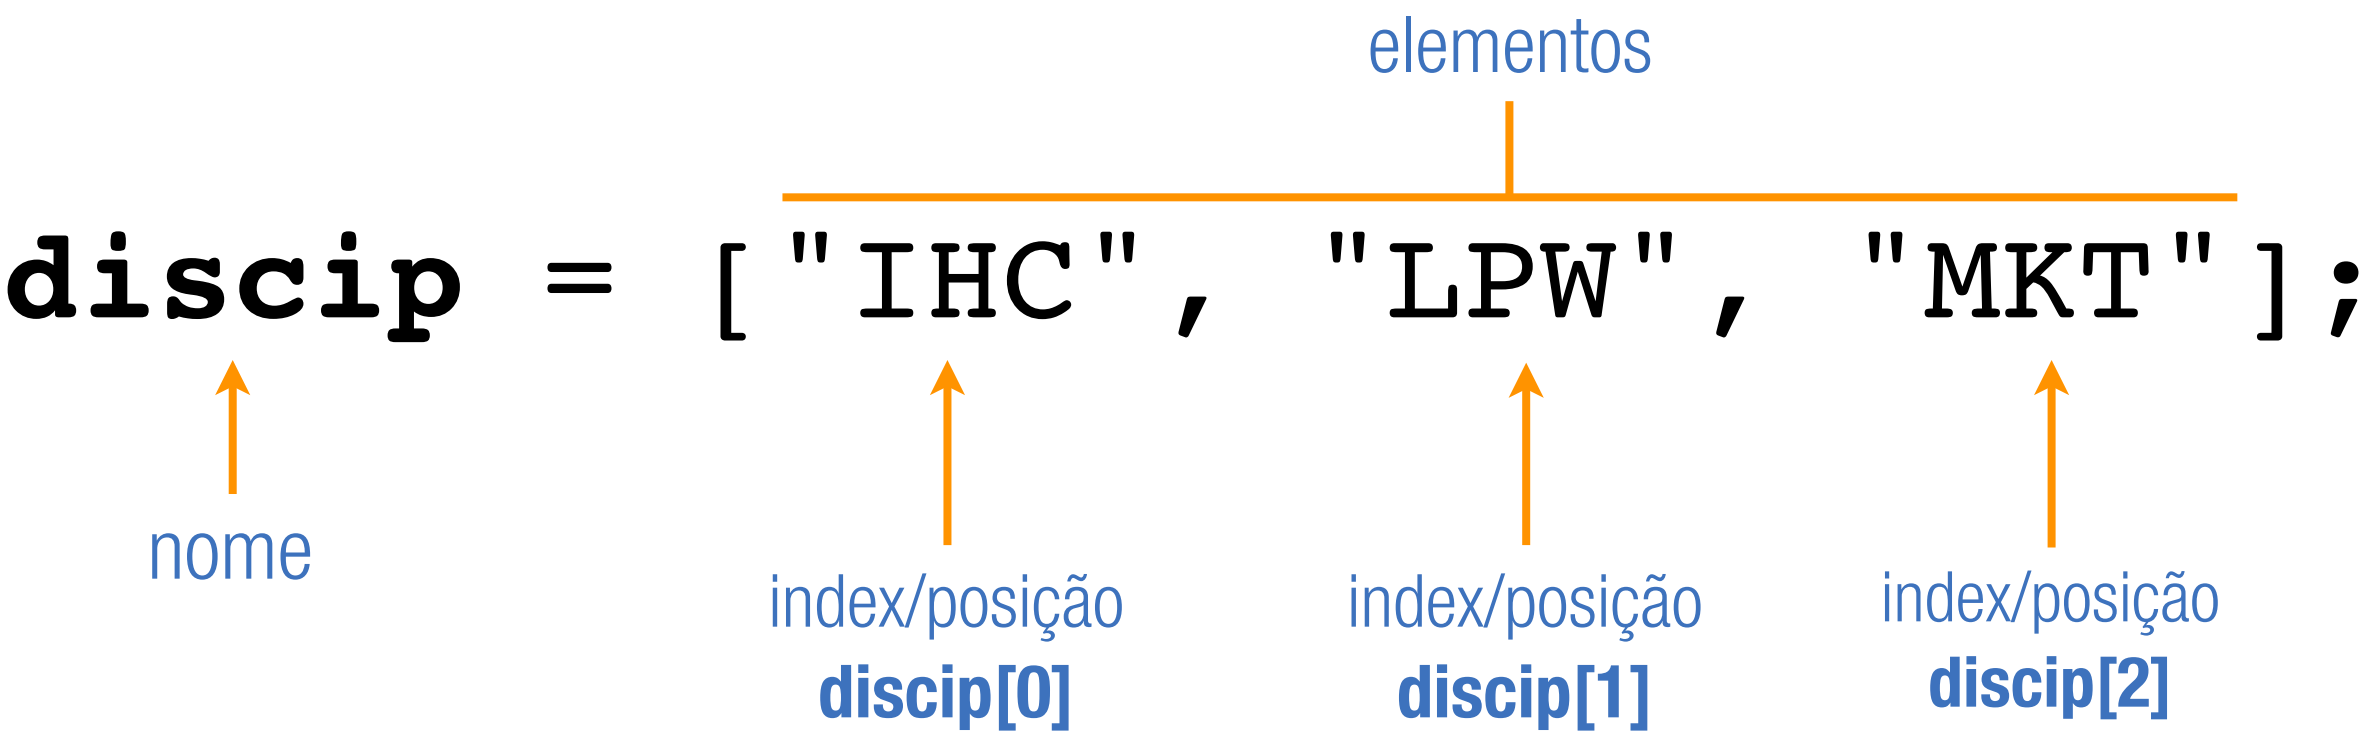 elementos
discip = ["IHC", "LPW", "MKT"];
nome
index/posição index/posição index/posição
discip[0] discip[1] discip[2]